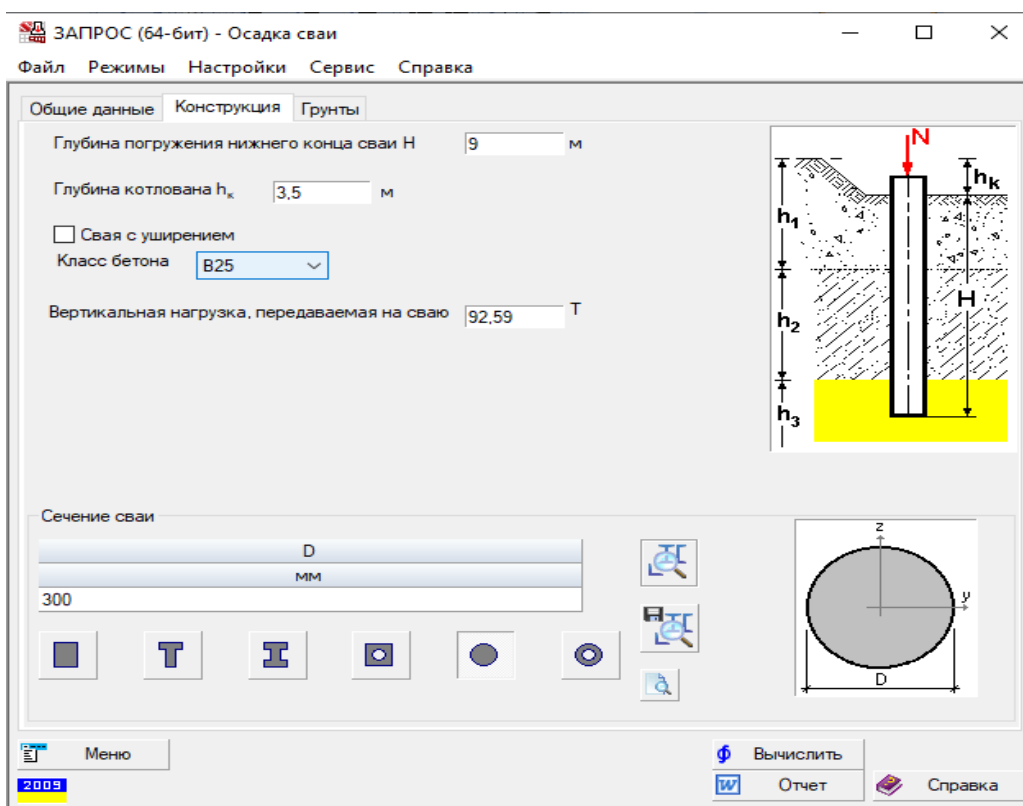 ЗАПРОС (64-бит) - Осадка сваи
Файл Режимы Настройки Сервис Справка
Общие данные Конструкция Грунты
Глубина погружения нижнего конца сваи H 9 м
Глубина котлована hк 3,5 м
Свая с уширением
Класс бетона B25
Вертикальная нагрузка, передаваемая на сваю 92,59 Т
N
hк
h1
H
h2
h3
Сечение сваи
D
мм
300
z
y
D
Меню
Вычислить
2009
W Отчет
Справка